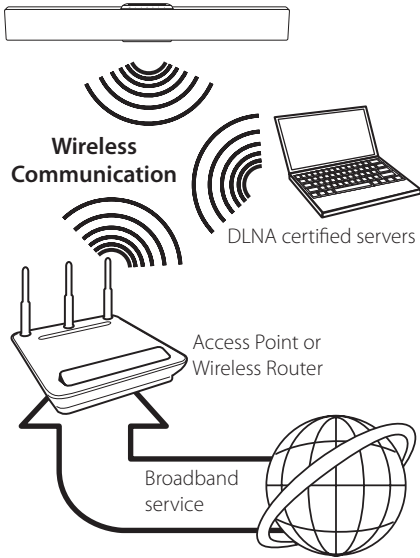 Wireless
Communication
DLNA certified servers
Access Point or
Wireless Router
Broadband
service